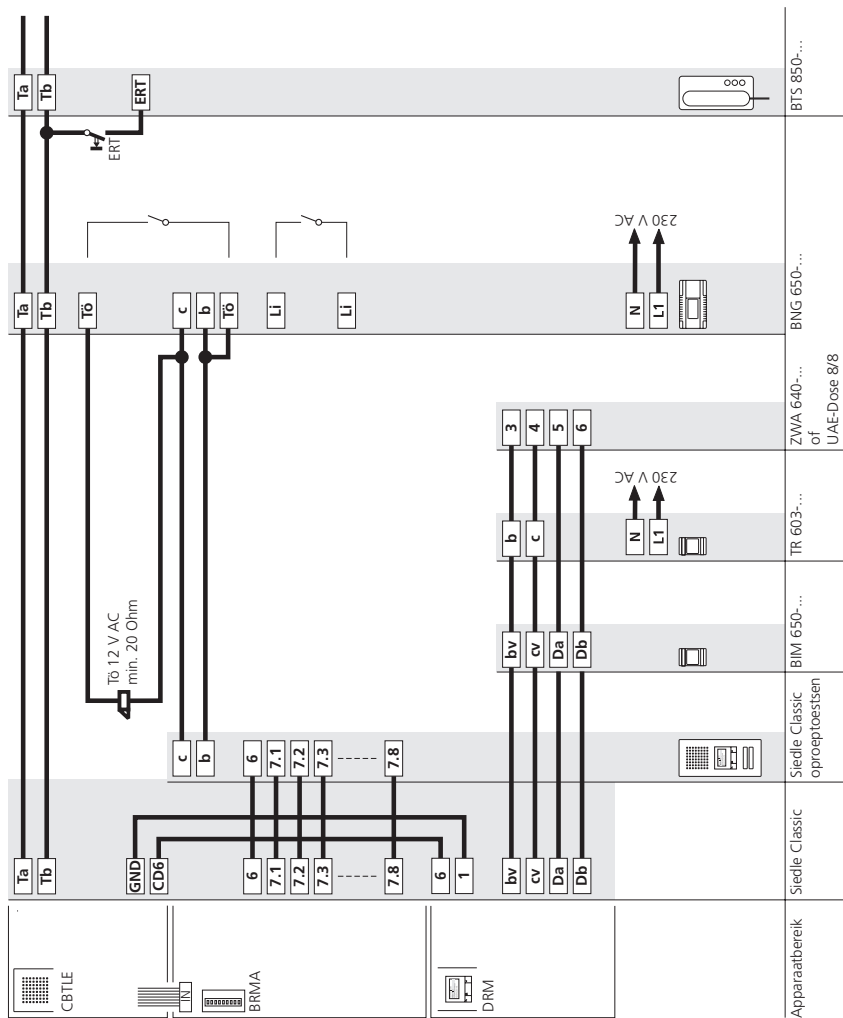 Apparaatbereik
CBTLE
IN
BRMA
DRM
Siedle Classic
Ta
Tb
GND
CD6
6
7.1
7.2
7.3
7.8
6
1
bv
cv
Da
Db
Siedle Classic
oproeptoestsen
c
b
6
7.1
7.2
7.3
7.8
BIM 650-...
bv
cv
Da
Db
Tö 12 V AC
min. 20 Ohm
TR 603-...
b
c
N
L1
230 V AC
ZWA 640-...
of
UAE-Dose 8/8
3
4
5
6
BNG 650-...
Ta
Tb
Tö
c
b
Tö
Li
Li
N
L1
230 V AC
BTS 850-...
Ta
Tb
ERT
ERT